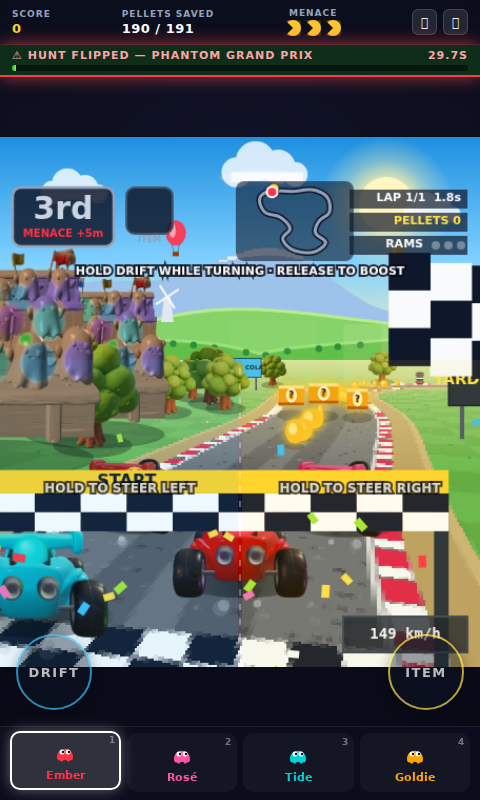 SCORE
0
PELLETS SAVED
190 / 191
MENACE
⚠ HUNT FLIPPED — PHANTOM GRAND PRIX
29.7S
3rd
MENACE +5m
ITEM
LAP 1/1 1.8s
PELLETS 0
RAMS
HOLD DRIFT WHILE TURNING · RELEASE TO BOOST
COLA
YARD
? ? ?
START
HOLD TO STEER LEFT
HOLD TO STEER RIGHT
149 km/h
DRIFT
ITEM
1
Ember
2
Rosé
3
Tide
4
Goldie